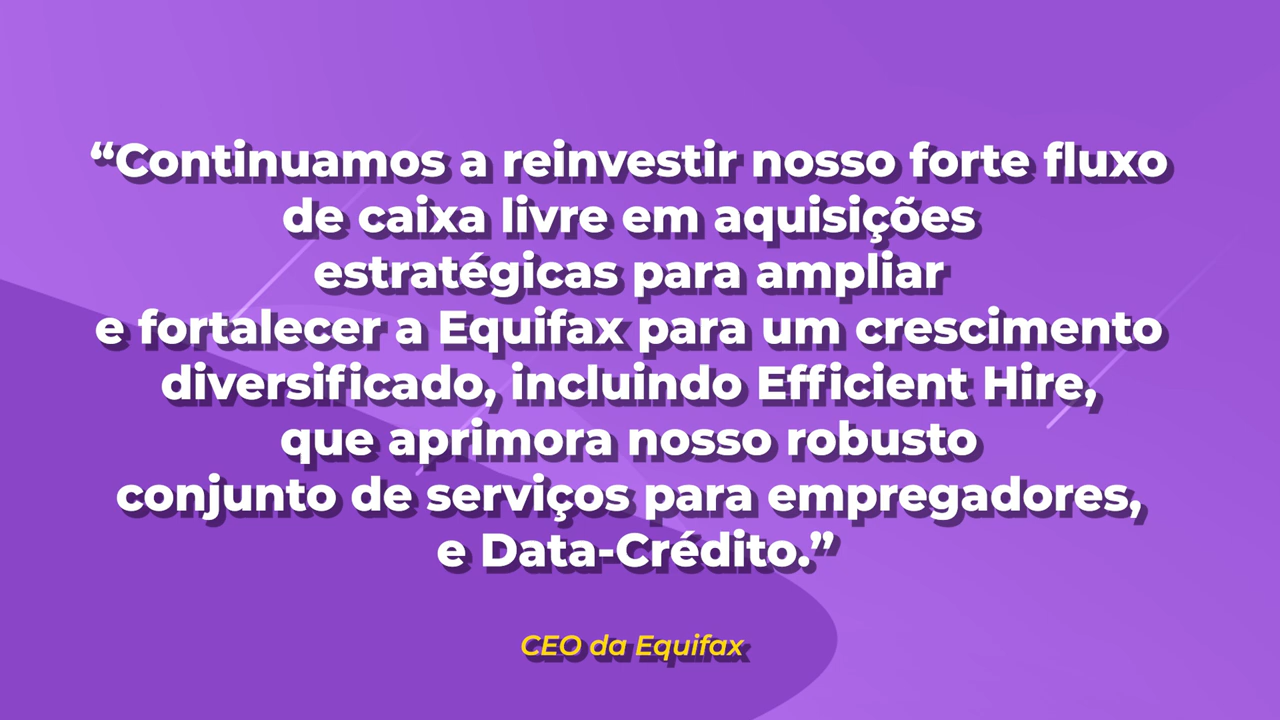 “Continuamos a reinvestir nosso forte fluxo
de caixa livre em aquisições
estratégicas para ampliar
e fortalecer a Equifax para um crescimento
diversificado, incluindo Efficient Hire,
que aprimora nosso robusto
conjunto de serviços para empregadores,
e Data-Crédito.”
CEO da Equifax